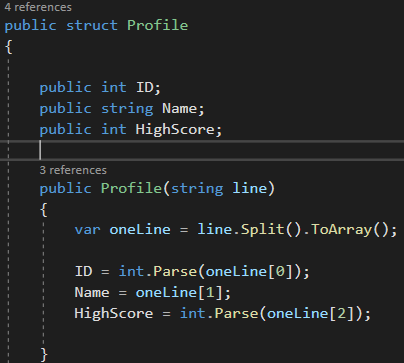 4 references
public struct Profile
{
public int ID;
public string Name;
public int HighScore;
3 references
public Profile(string line)
{
var oneLine = line.Split().ToArray();
ID = int.Parse(oneLine[0]);
Name = oneLine[1];
HighScore = int.Parse(oneLine[2]);
}